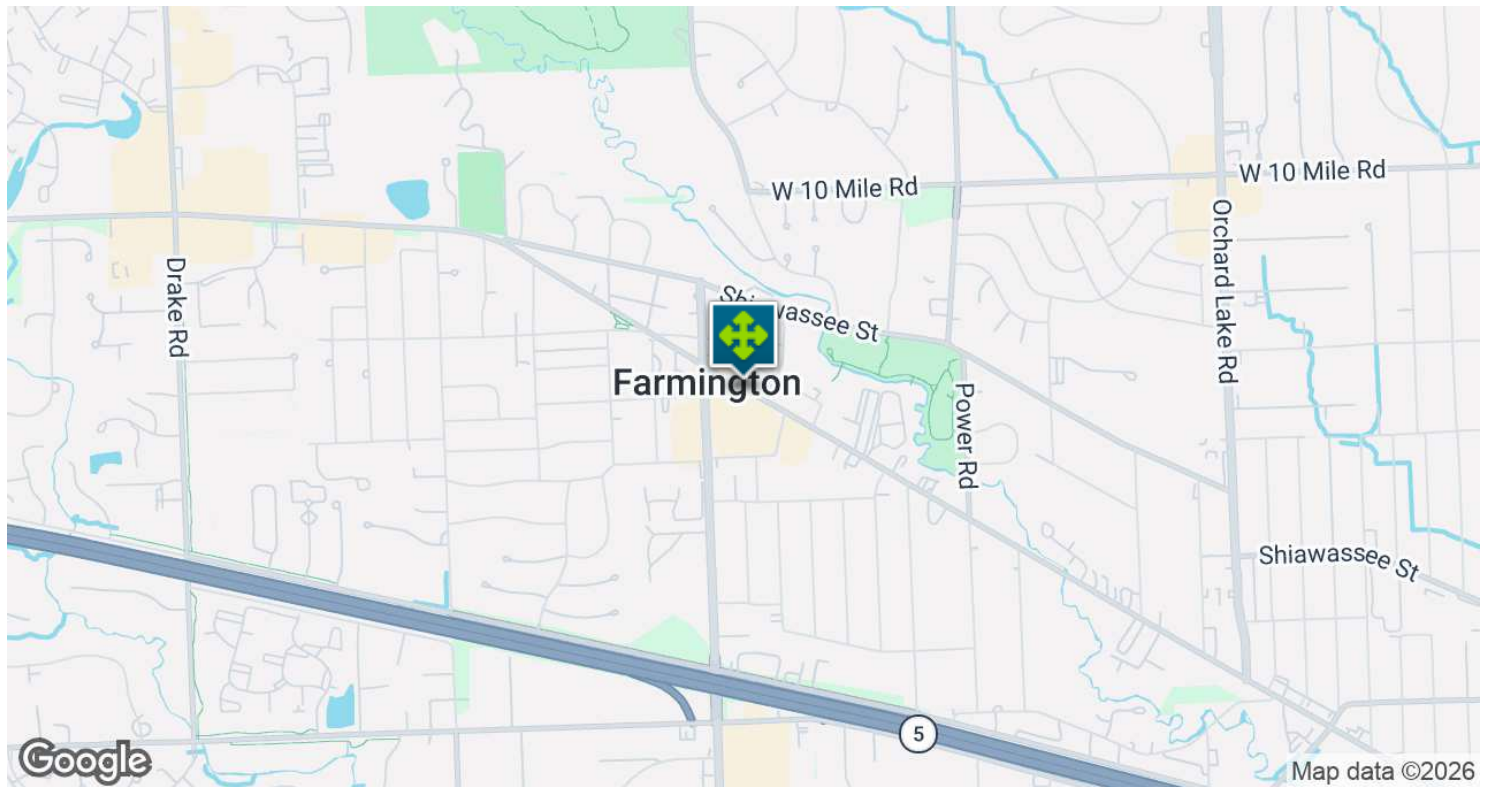 W 10 Mile Rd
W 10 Mile Rd
Orchard Lake Rd
Drake Rd
Shiawassee St
Farmington
Power Rd
Shiawassee St
5
Google
Map data ©2026